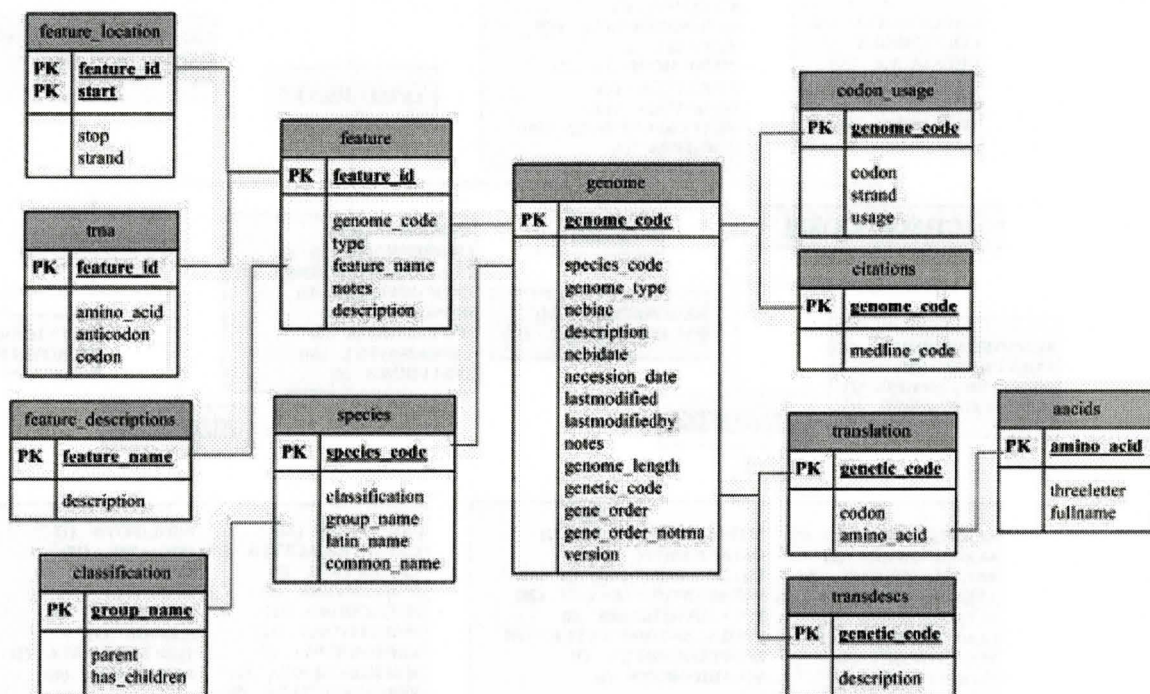 feature_location
PK feature_id
PK start
stop
strand
trna
PK feature_id
amino_acid
anticodon
codon
feature_descriptions
PK feature_name
description
classification
PK group_name
parent
has_children
feature
PK feature_id
genome_code
type
feature_name
notes
description
species
PK species_code
classification
group_name
latin_name
common_name
genome
PK genome_code
species_code
genome_type
ncbiac
description
ncbidate
accession_date
lastmodified
lastmodifiedby
notes
genome_length
genetic_code
gene_order
gene_order_notrna
version
codon_usage
PK genome_code
codon
strand
usage
citations
PK genome_code
medline_code
translation
PK genetic_code
codon
amino_acid
transdescs
PK genetic_code
description
aacids
PK amino_acid
threeletter
fullname